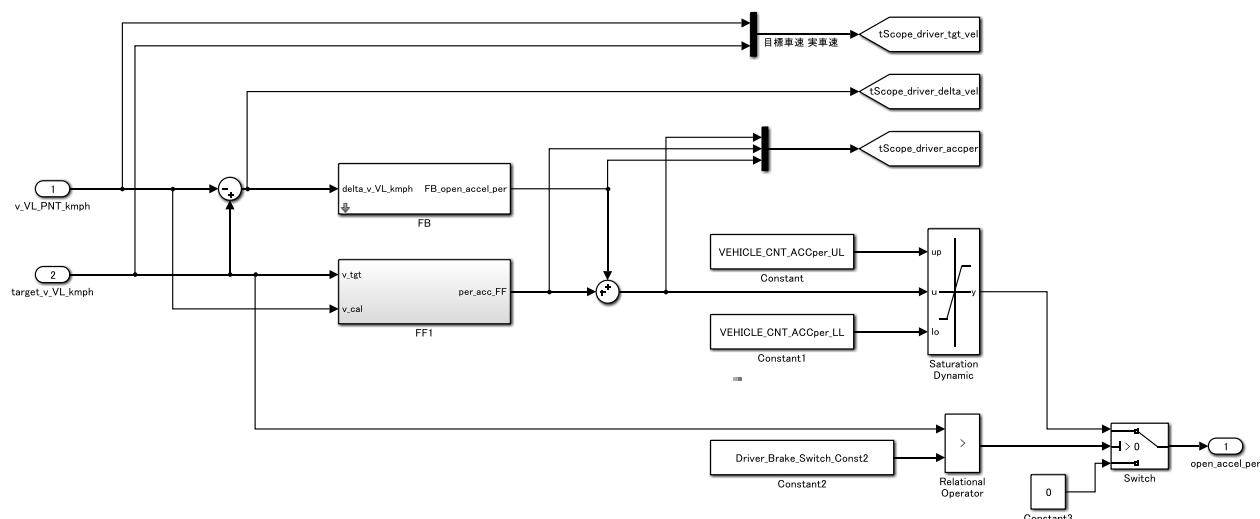 tScope_driver_tgt_vel
目標車速 実車速
tScope_driver_delta_vel
tScope_driver_accper
1
v_VL_PNT_kmph
delta_v_VL_kmph
FB_open_accel_per
FB
2
target_v_VL_kmph
v_tgt
v_cal
per_acc_FF
FF1
VEHICLE_CNT_ACCper_UL
Constant
VEHICLE_CNT_ACCper_LL
Constant1
up
u
y
lo
Saturation
Dynamic
Driver_Brake_Switch_Const2
Constant2
>
Relational
Operator
0
Constant3
> 0
Switch
1
open_accel_per